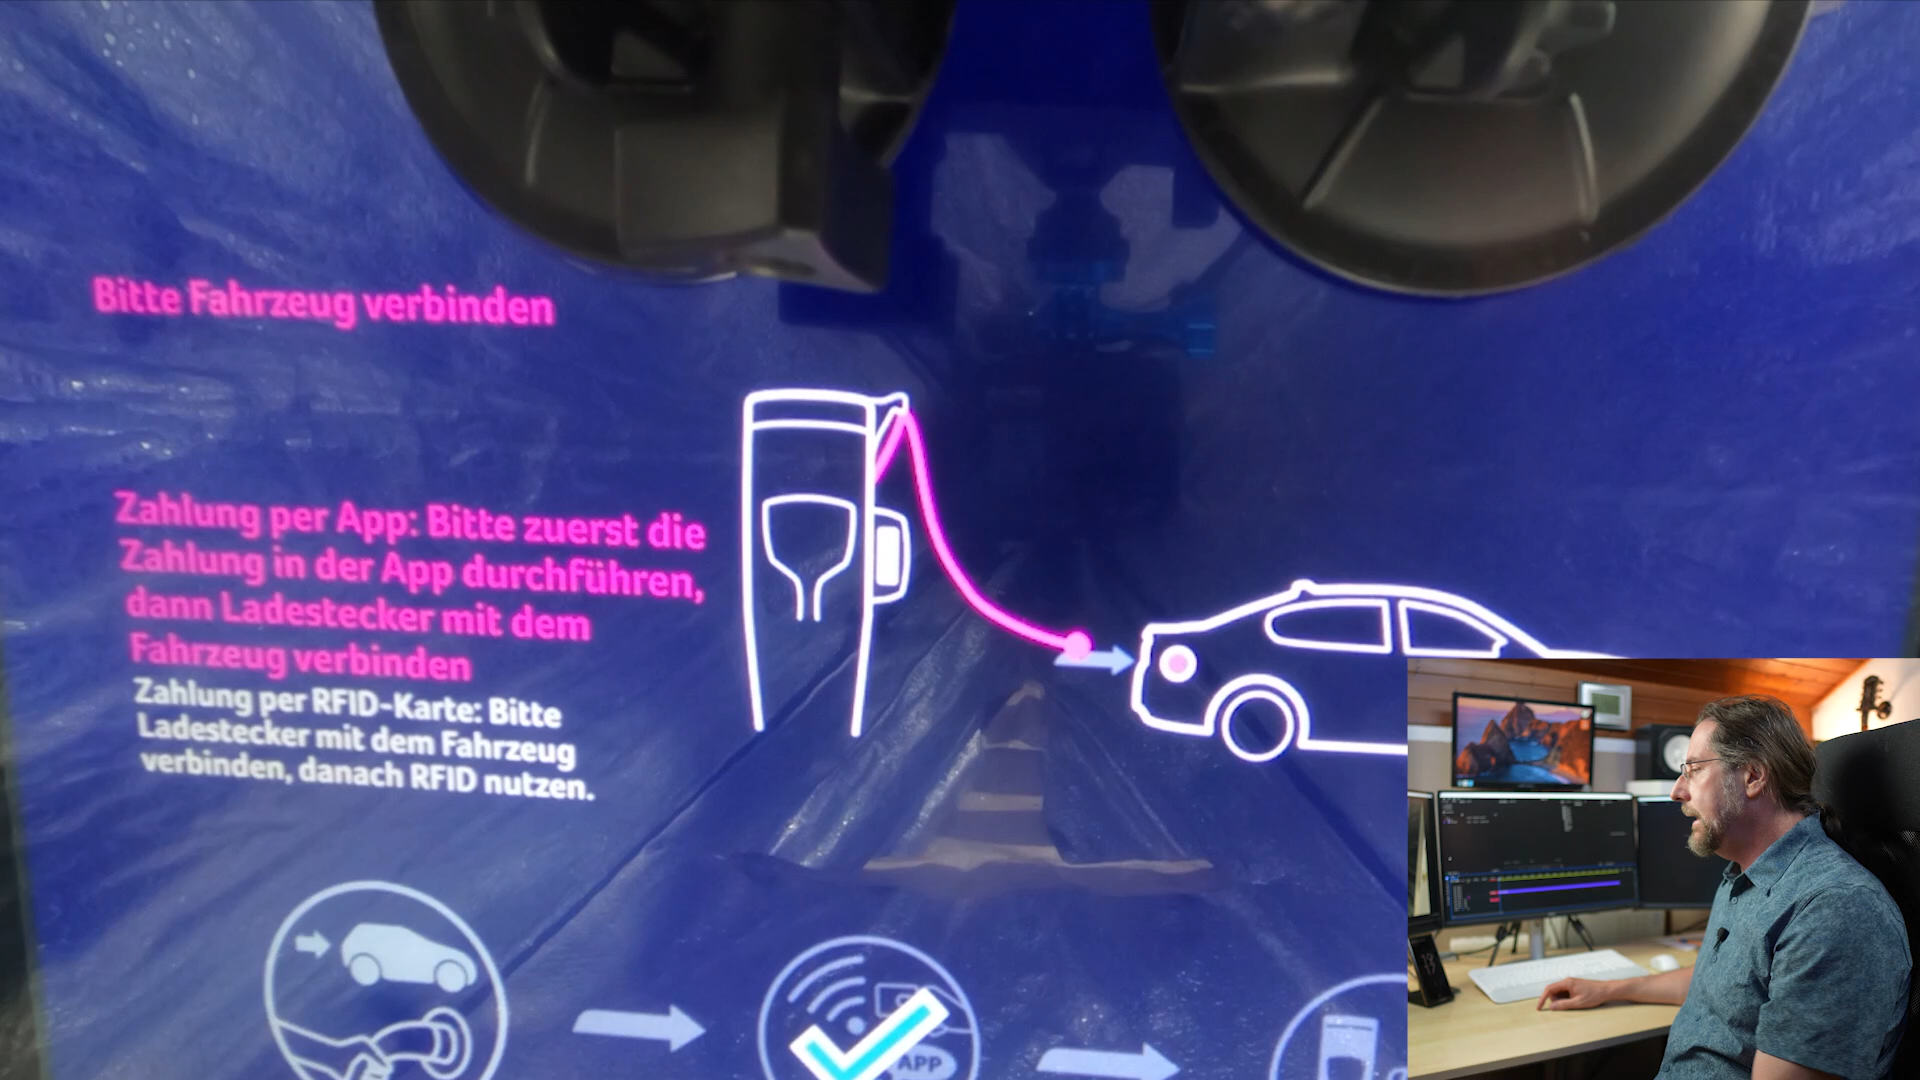 Bitte Fahrzeug verbinden
Zahlung per App: Bitte zuerst die
Zahlung in der App durchführen,
dann Ladestecker mit dem
Fahrzeug verbinden
Zahlung per RFID-Karte: Bitte
Ladestecker mit dem Fahrzeug
verbinden, danach RFID nutzen.
APP